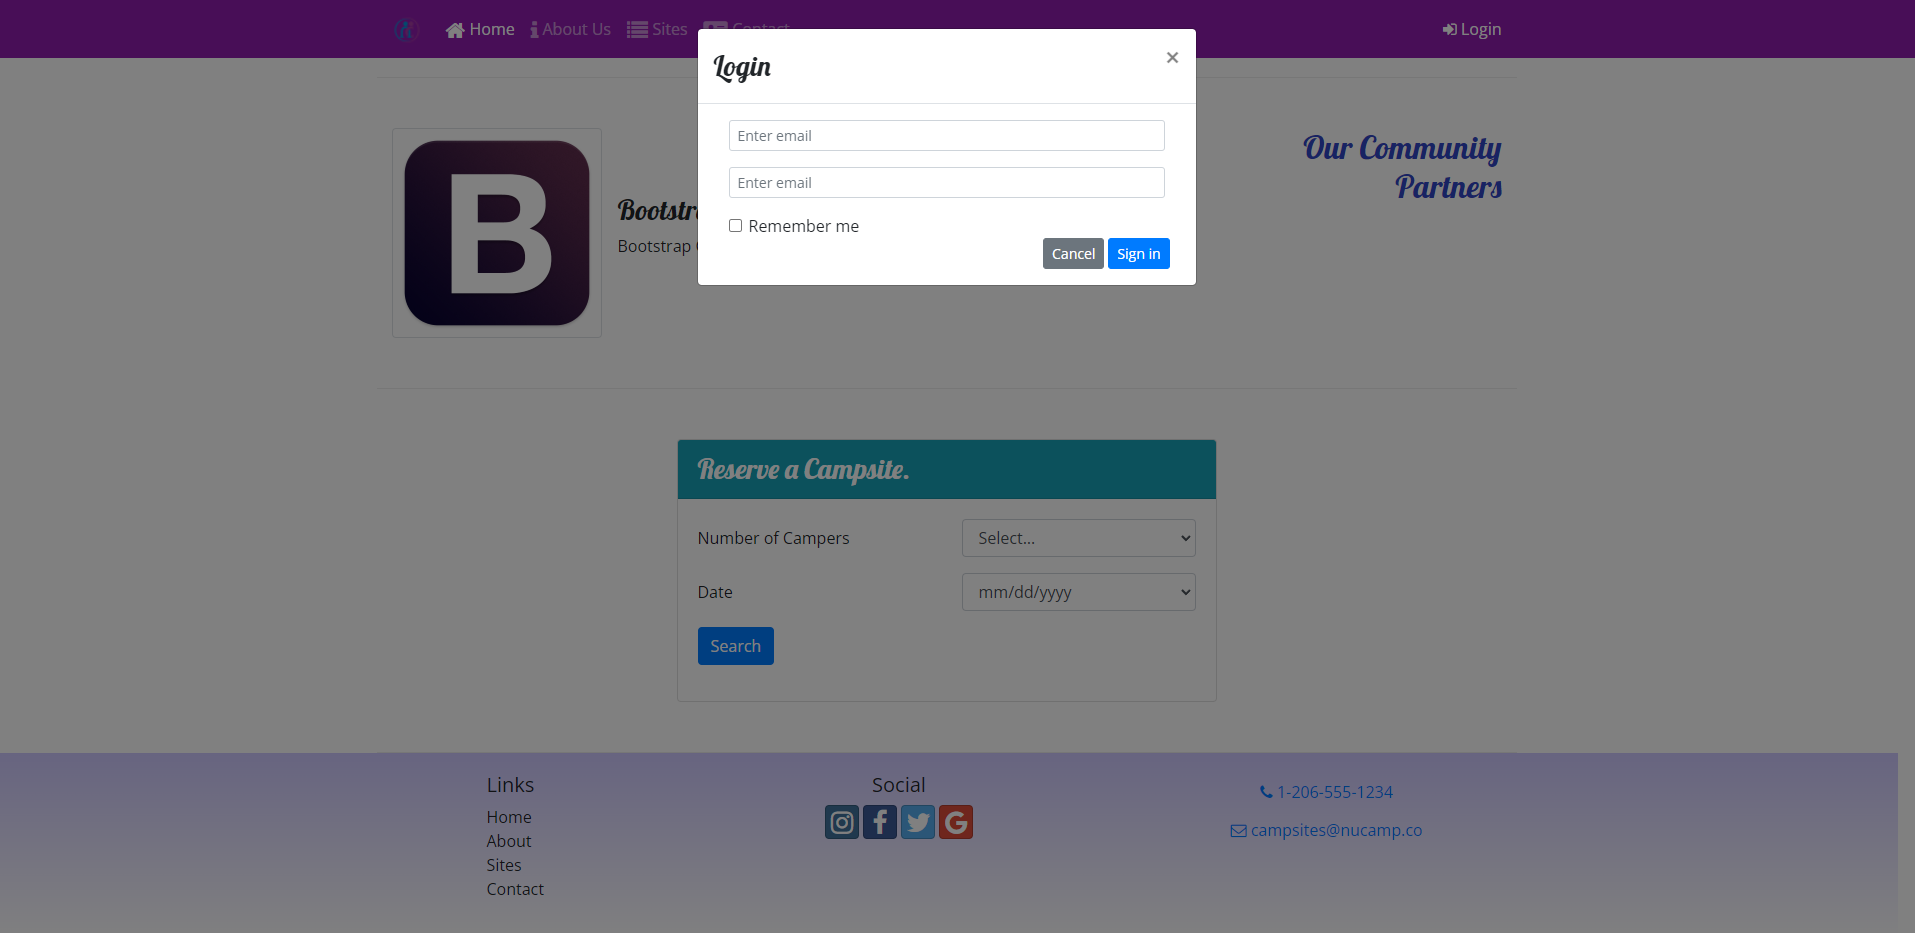 Home About Us Sites Contact Login
Login ×
Enter email
Enter email
Remember me
Cancel Sign in
B
Bootstrap
Our Community
Partners
Reserve a Campsite.
Number of Campers Select...
Date mm/dd/yyyy
Search
Links
Home
About
Sites
Contact
Social
1-206-555-1234
campsites@nucamp.co